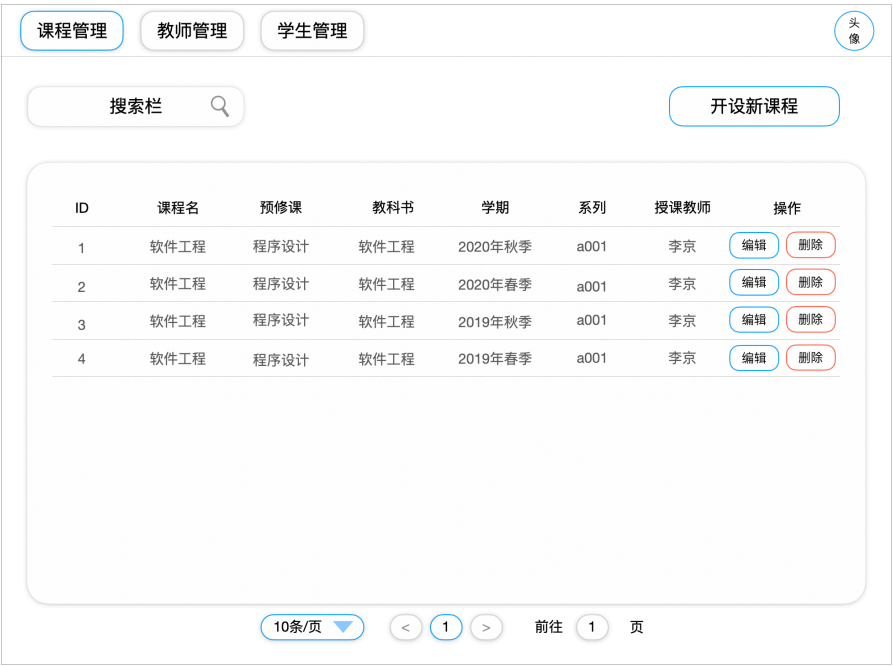 课程管理 教师管理 学生管理 头
像
搜索栏 开设新课程
ID 课程名 预修课 教科书 学期 系列 授课教师 操作
1 软件工程 程序设计 软件工程 2020年秋季 a001 李京 编辑 删除
2 软件工程 程序设计 软件工程 2020年春季 a001 李京 编辑 删除
3 软件工程 程序设计 软件工程 2019年秋季 a001 李京 编辑 删除
4 软件工程 程序设计 软件工程 2019年春季 a001 李京 编辑 删除
10条/页 < 1 > 前往 1 页